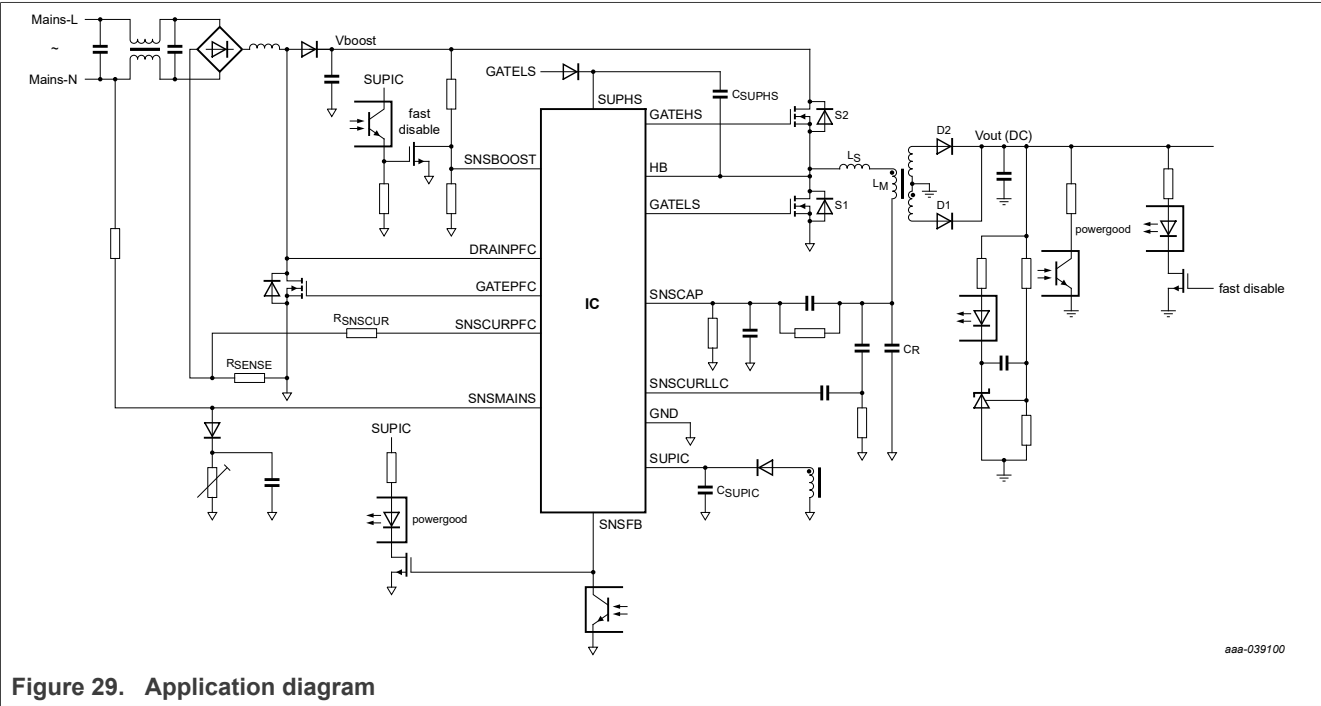 Mains-L
~
Mains-N
Vboost
SUPIC
fast
disable
GATELS
SUPHS
CSUPHS
GATEHS
S2
SNSBOOST
HB
LS
LM
D2
Vout (DC)
GATELS
S1
D1
powergood
fast disable
DRAINPFC
GATEPFC
IC
SNSCAP
RSNSCUR
SNSCURPFC
CR
RSENSE
SNSCURLLC
SNSMAINS
GND
SUPIC
SUPIC
CSUPIC
powergood
SNSFB
aaa-039100
Figure 29. Application diagram